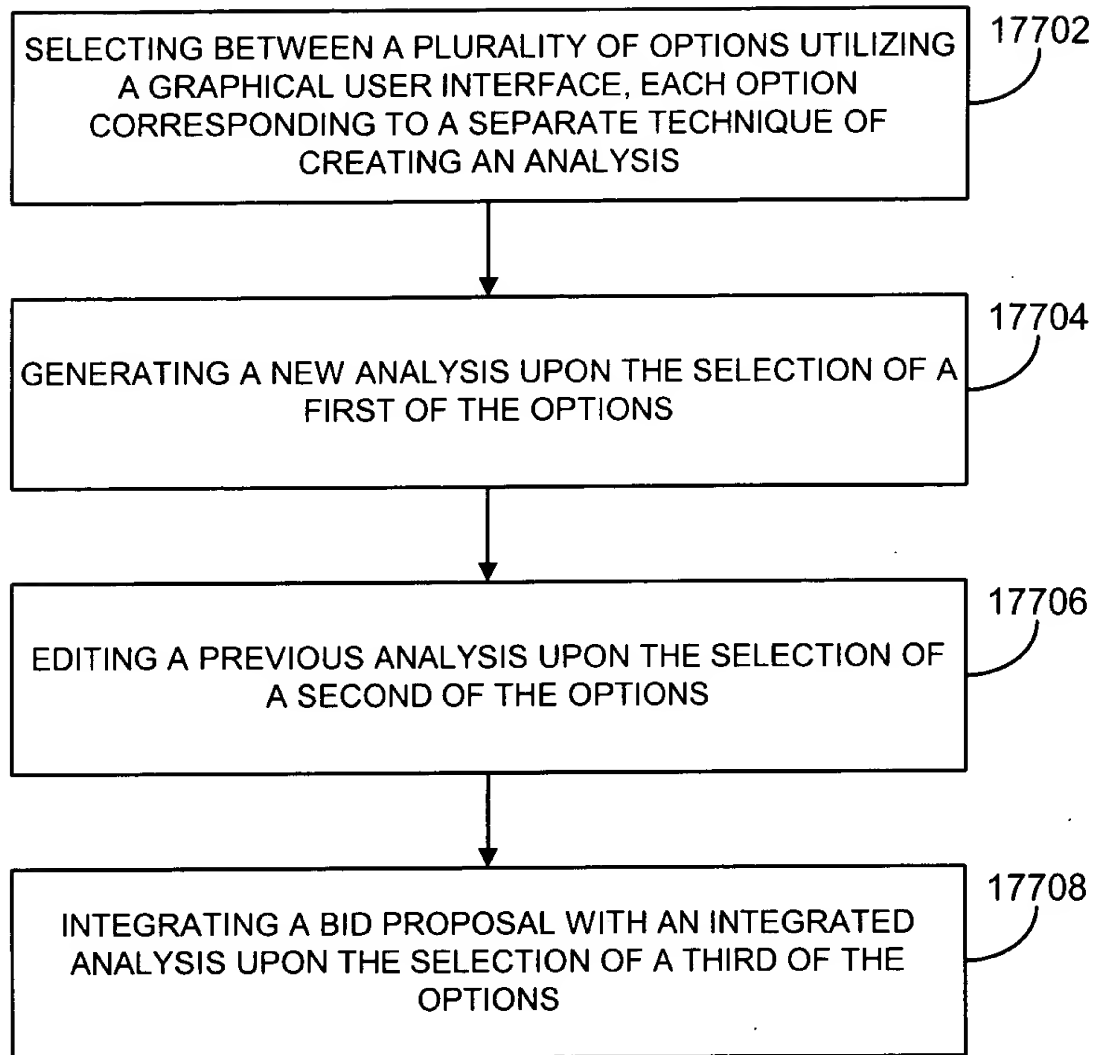 SELECTING BETWEEN A PLURALITY OF OPTIONS UTILIZING
A GRAPHICAL USER INTERFACE, EACH OPTION
CORRESPONDING TO A SEPARATE TECHNIQUE OF
CREATING AN ANALYSIS
17702
GENERATING A NEW ANALYSIS UPON THE SELECTION OF A
FIRST OF THE OPTIONS
17704
EDITING A PREVIOUS ANALYSIS UPON THE SELECTION OF
A SECOND OF THE OPTIONS
17706
INTEGRATING A BID PROPOSAL WITH AN INTEGRATED
ANALYSIS UPON THE SELECTION OF A THIRD OF THE
OPTIONS
17708